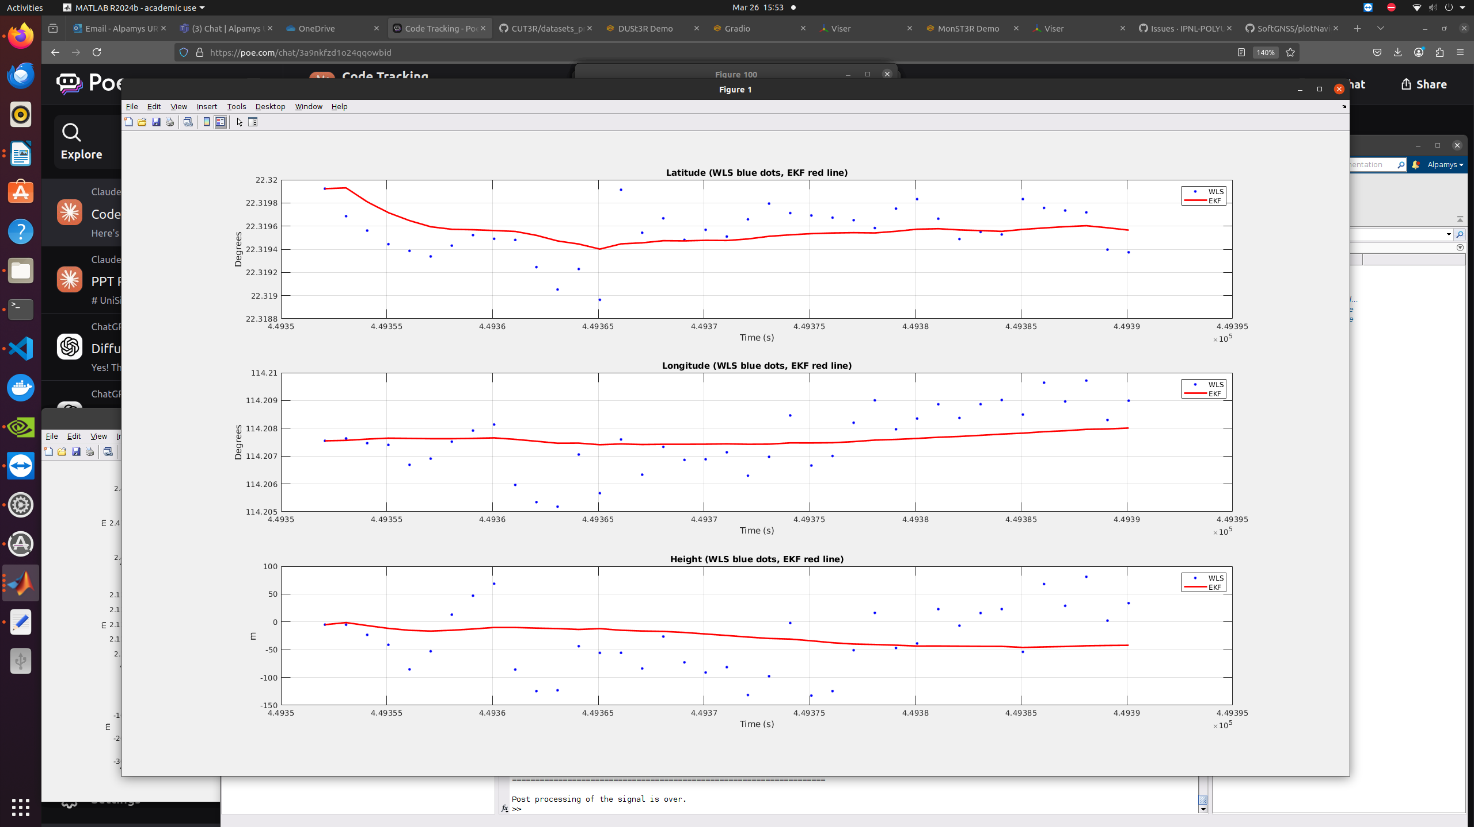 Activities MATLAB R2024b - academic use Mar 26 15:53
Email - Alpamys UR (3) Chat | Alpamys OneDrive Code Tracking - Poe CUT3R/datasets_p DUSt3R Demo Gradio Viser MonST3R Demo Viser Issues · IPNL-POLYU SoftGNSS/plotNavi
https://poe.com/chat/3a9nkfzd1o24qqowbid 140%
Poe Code Tracking Figure 100 Share
Figure 1
File Edit View Insert Tools Desktop Window Help
Explore
Alpamys
Claude
Code
Here's
Claude
PPT
# UniSi
ChatGP
Diffu
Yes! Th
ChatGP
File Edit View
Latitude (WLS blue dots, EKF red line)
WLS
EKF
22.32
22.3198
22.3196
22.3194
22.3192
22.319
22.3188
Degrees
4.4935 4.49355 4.4936 4.49365 4.4937 4.49375 4.4938 4.49385 4.4939 4.49395
Time (s)
×10⁵
Longitude (WLS blue dots, EKF red line)
WLS
EKF
114.21
114.209
114.208
114.207
114.206
114.205
Degrees
4.4935 4.49355 4.4936 4.49365 4.4937 4.49375 4.4938 4.49385 4.4939 4.49395
Time (s)
×10⁵
Height (WLS blue dots, EKF red line)
WLS
EKF
100
50
0
-50
-100
-150
m
4.4935 4.49355 4.4936 4.49365 4.4937 4.49375 4.4938 4.49385 4.4939 4.49395
Time (s)
×10⁵
Post processing of the signal is over.
fx >>